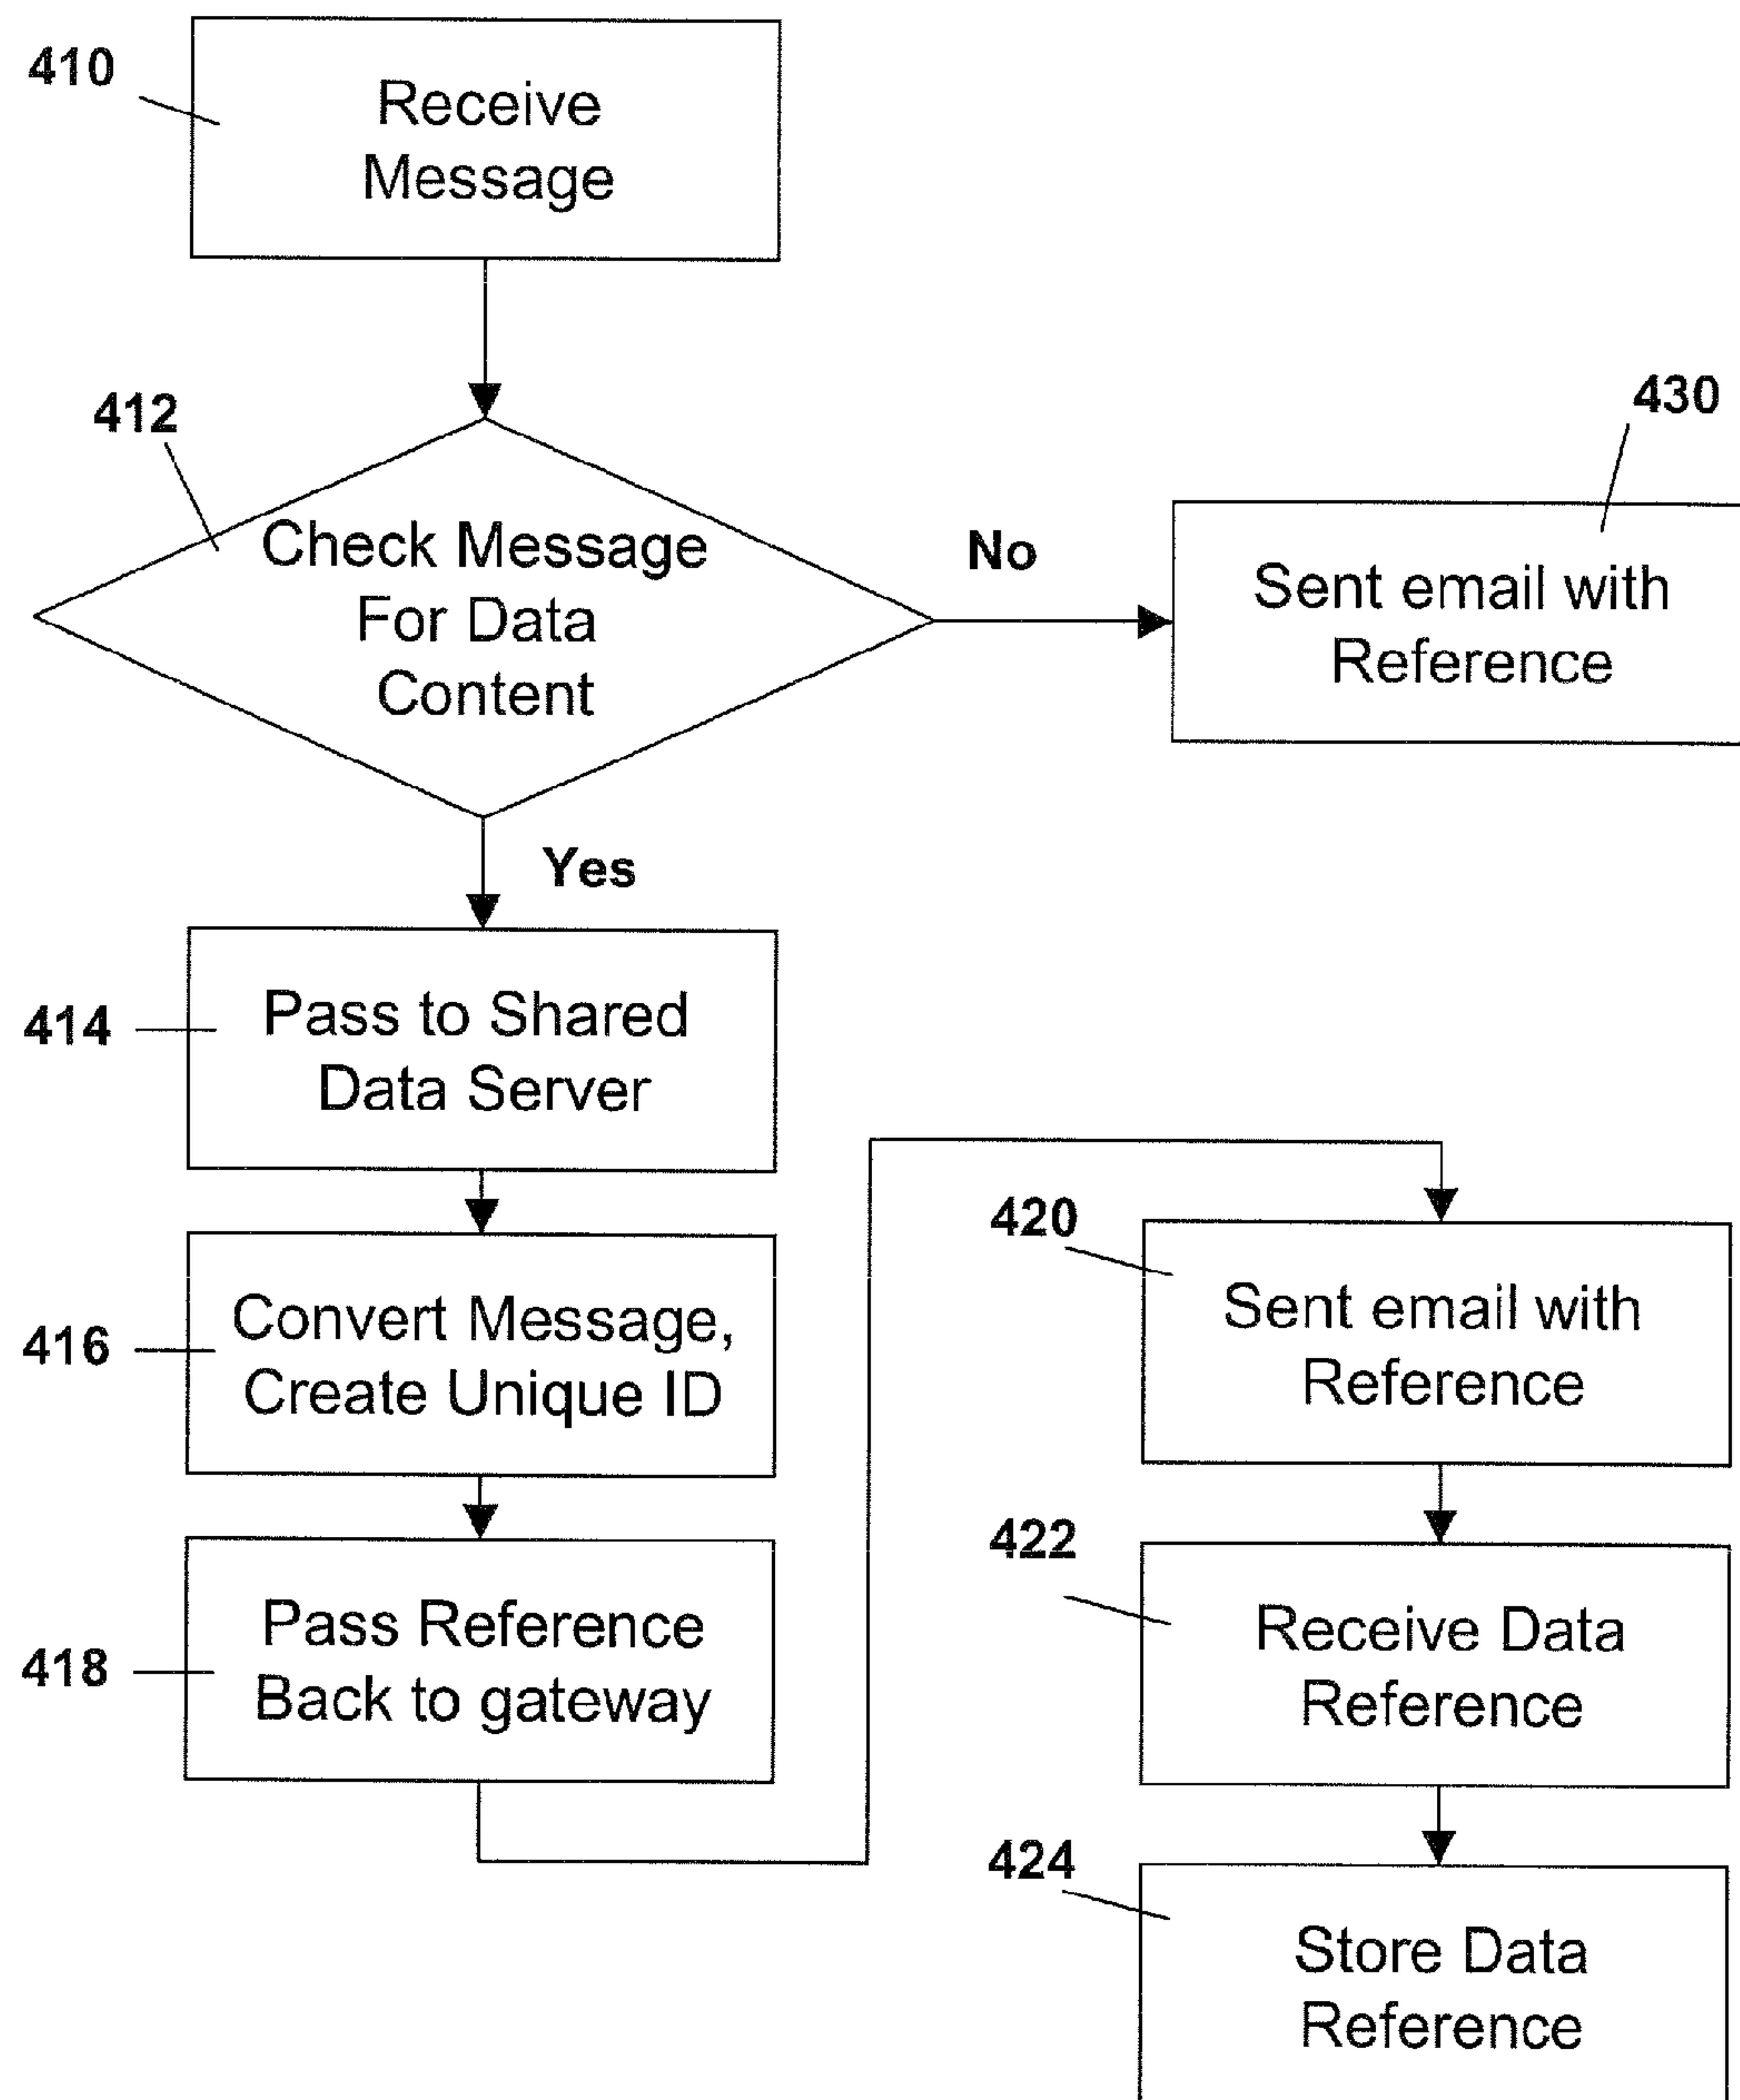 410
Receive
Message
412
Check Message
For Data
Content
No
430
Sent email with
Reference
Yes
414
Pass to Shared
Data Server
416
Convert Message,
Create Unique ID
418
Pass Reference
Back to gateway
420
Sent email with
Reference
422
Receive Data
Reference
424
Store Data
Reference